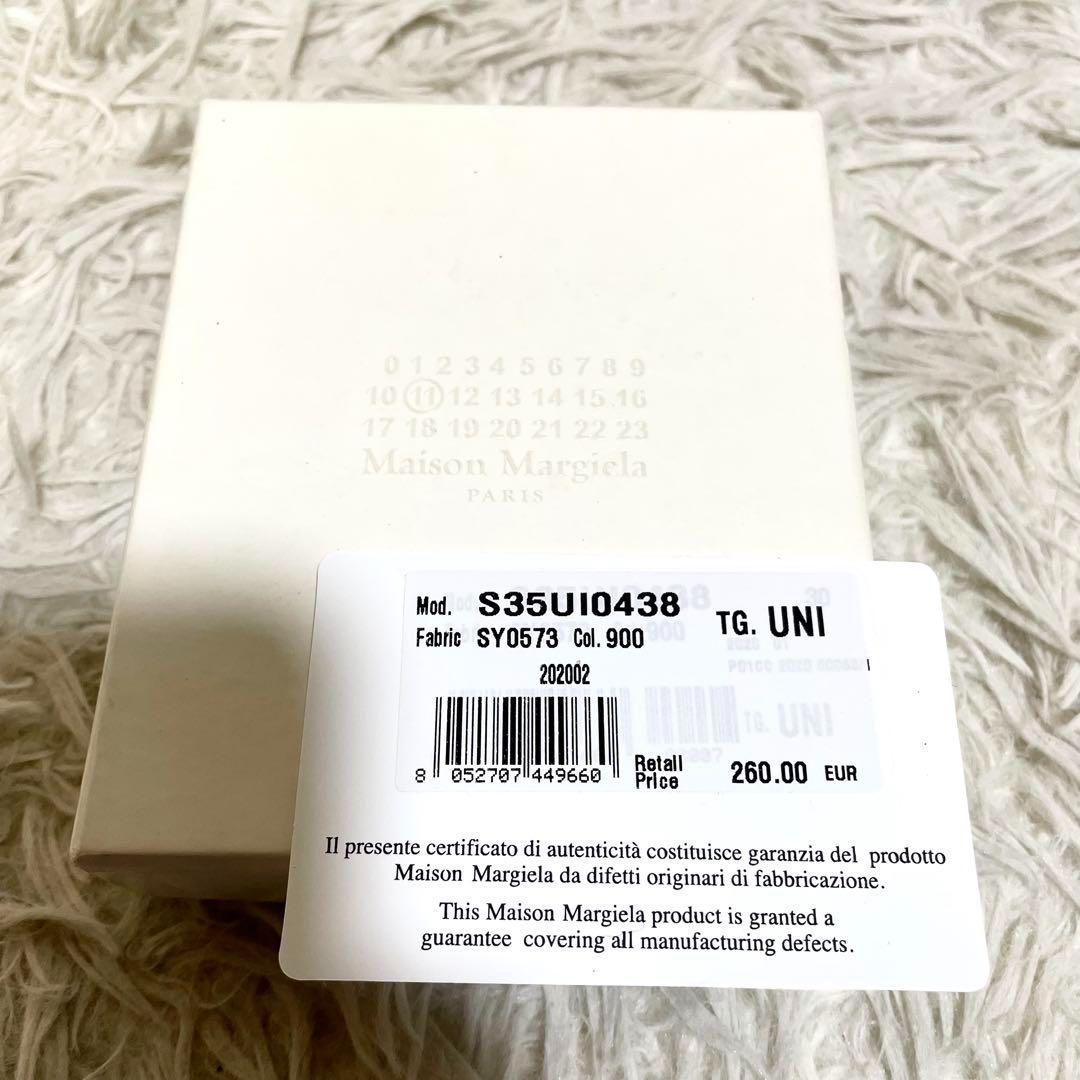 0 1 2 3 4 5 6 7 8 9
10 11 12 13 14 15 16
17 18 19 20 21 22 23
Maison Margiela
PARIS
Mod. S35UI0438
TG. UNI
Fabric SY0573 Col. 900
202002
8 052707 449660
Retail Price 260.00 EUR
Il presente certificato di autenticità costituisce garanzia del prodotto
Maison Margiela da difetti originari di fabbricazione.
This Maison Margiela product is granted a
guarantee covering all manufacturing defects.